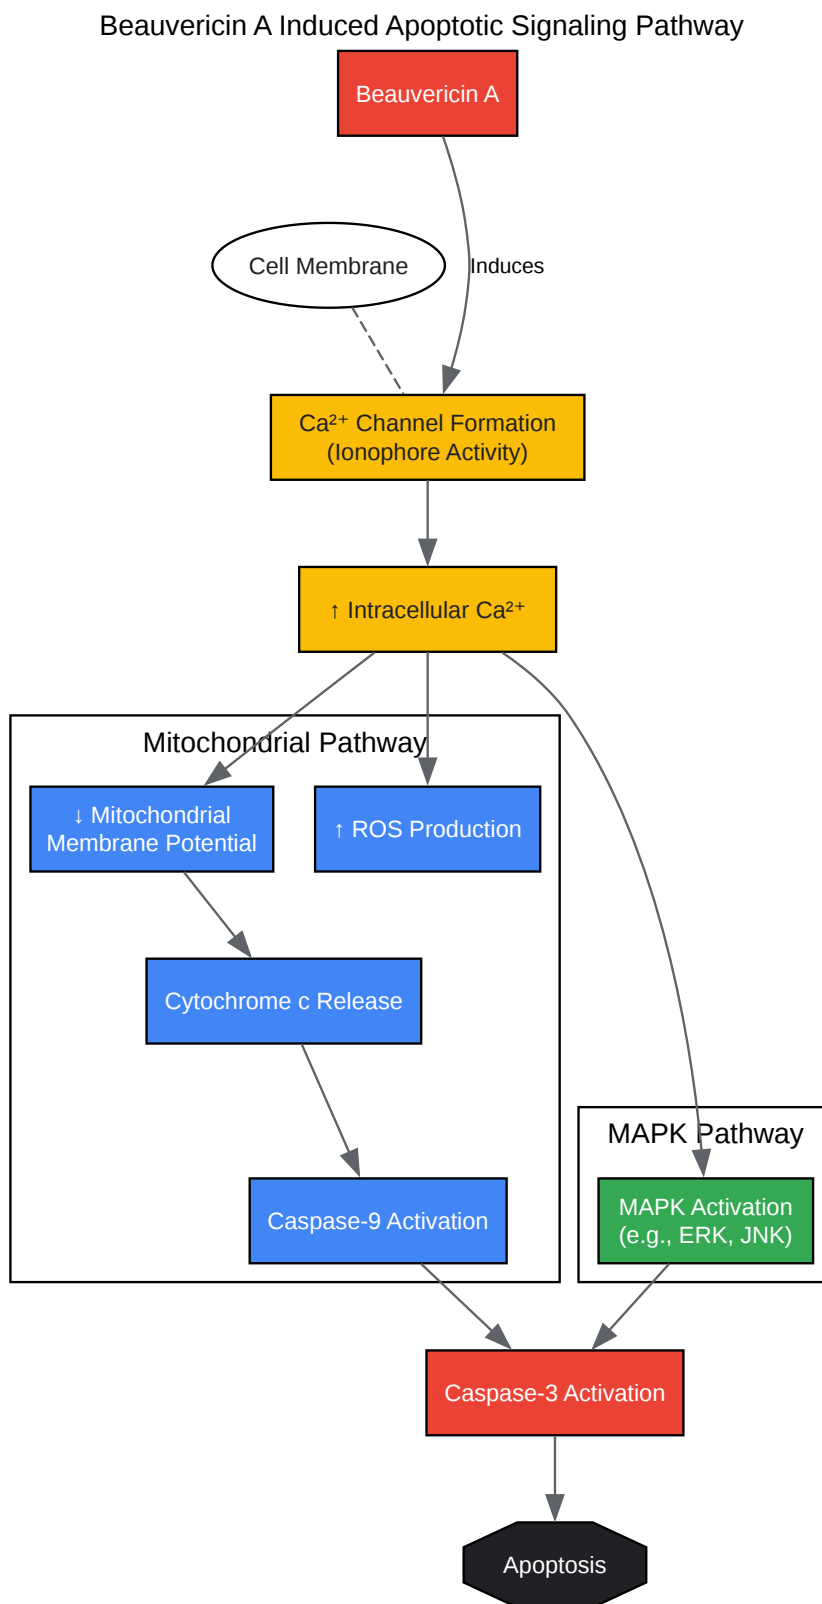 Beauvericin A Induced Apoptotic Signaling Pathway
Beauvericin A
Cell Membrane
Induces
Ca²⁺ Channel Formation
(Ionophore Activity)
↑ Intracellular Ca²⁺
Mitochondrial Pathway
↓ Mitochondrial
Membrane Potential
↑ ROS Production
Cytochrome c Release
MAPK Pathway
Caspase-9 Activation
MAPK Activation
(e.g., ERK, JNK)
Caspase-3 Activation
Apoptosis